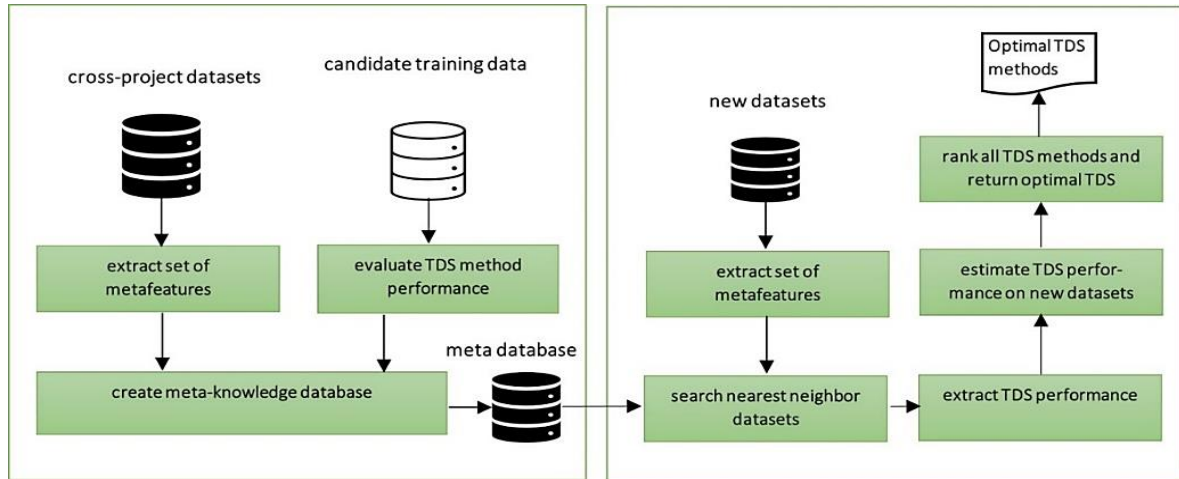 cross-project datasets
candidate training data
extract set of
metafeatures
evaluate TDS method
performance
create meta-knowledge database
meta database
new datasets
extract set of
metafeatures
search nearest neighbor
datasets
extract TDS performance
estimate TDS perfor-
mance on new datasets
rank all TDS methods and
return optimal TDS
Optimal TDS
methods